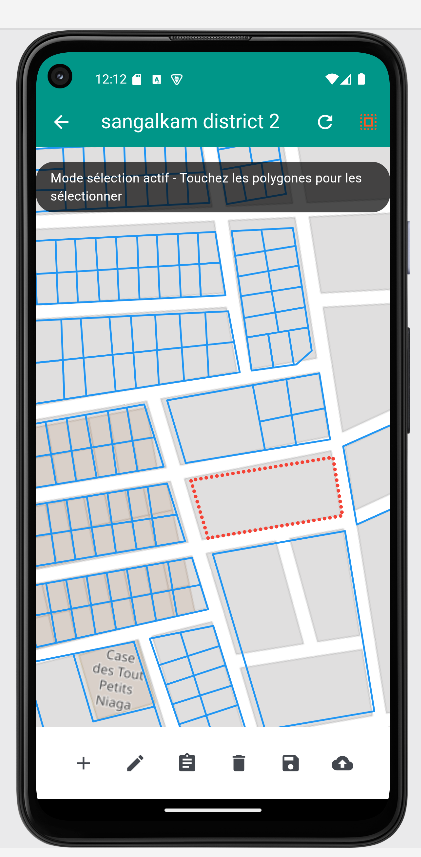 12:12
sangalkam district 2
Mode sélection actif - Touchez les polygones pour les
sélectionner
Case
des Tout
Petits
Niaga